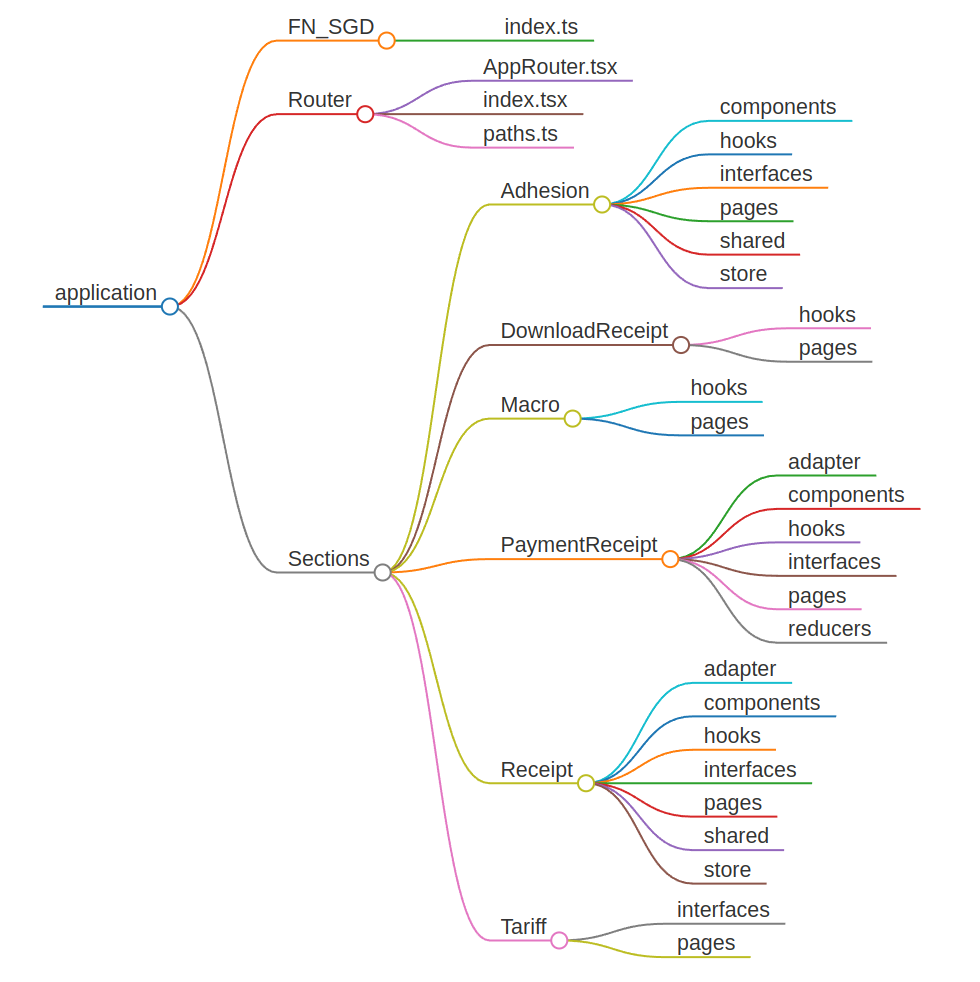 application
FN_SGD
index.ts
Router
AppRouter.tsx
index.tsx
paths.ts
Sections
Adhesion
components
hooks
interfaces
pages
shared
store
DownloadReceipt
hooks
pages
Macro
hooks
pages
PaymentReceipt
adapter
components
hooks
interfaces
pages
reducers
Receipt
adapter
components
hooks
interfaces
pages
shared
store
Tariff
interfaces
pages